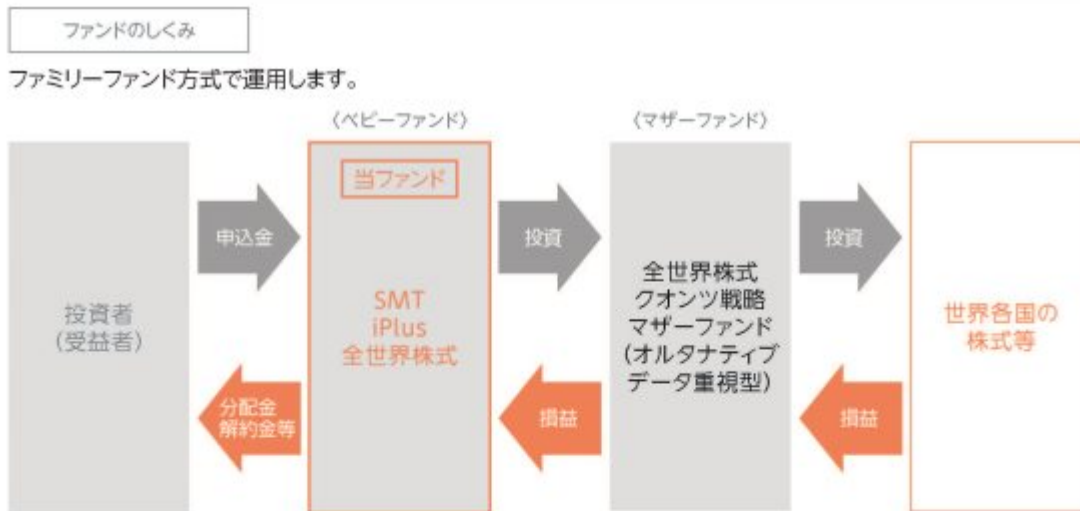 ファンドのしくみ
ファミリーファンド方式で運用します。
〈ベビーファンド〉
〈マザーファンド〉
投資者
(受益者)
申込金
分配金
解約金等
当ファンド
SMT
iPlus
全世界株式
投資
損益
全世界株式
クオンツ戦略
マザーファンド
(オルタナティブ
データ重視型)
投資
損益
世界各国の
株式等